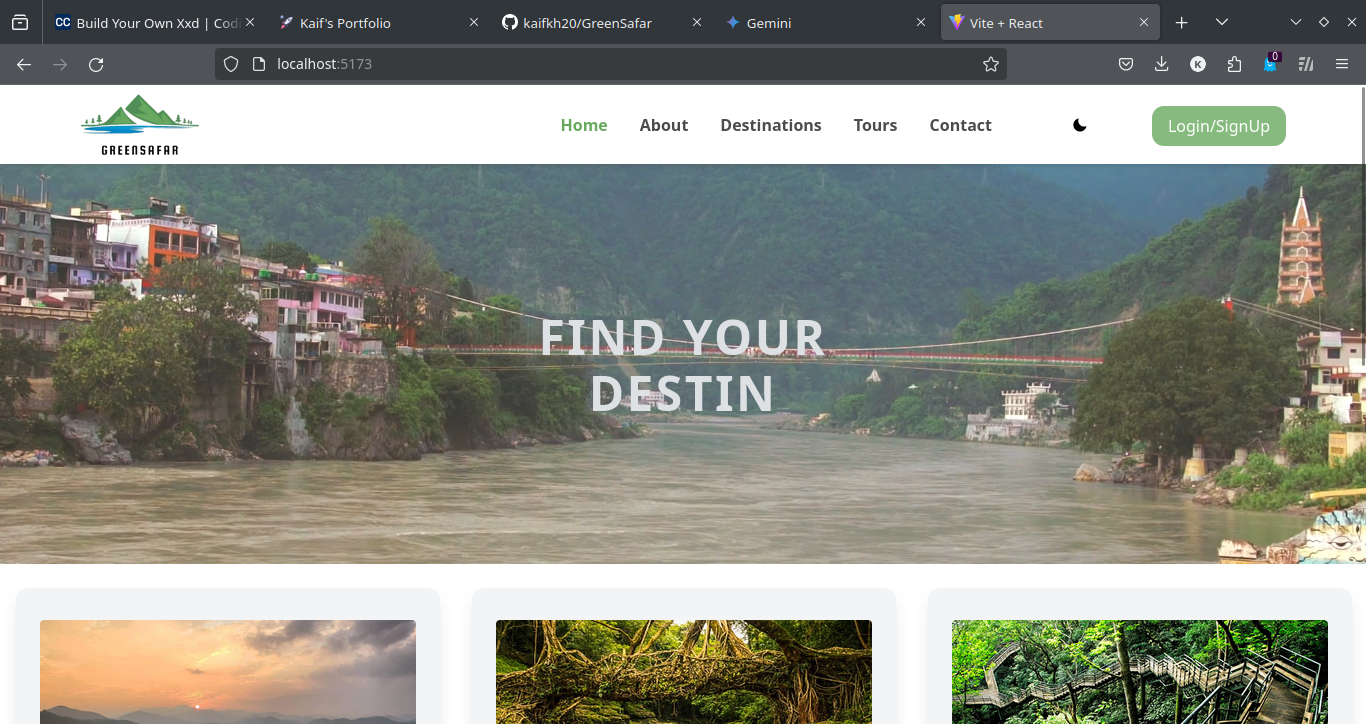 CC Build Your Own Xxd | Codi
Kaif's Portfolio
kaifkh20/GreenSafar
Gemini
Vite + React
localhost:5173
K
0
GREENSAFAR
Home
About
Destinations
Tours
Contact
Login/SignUp
FIND YOUR
DESTIN